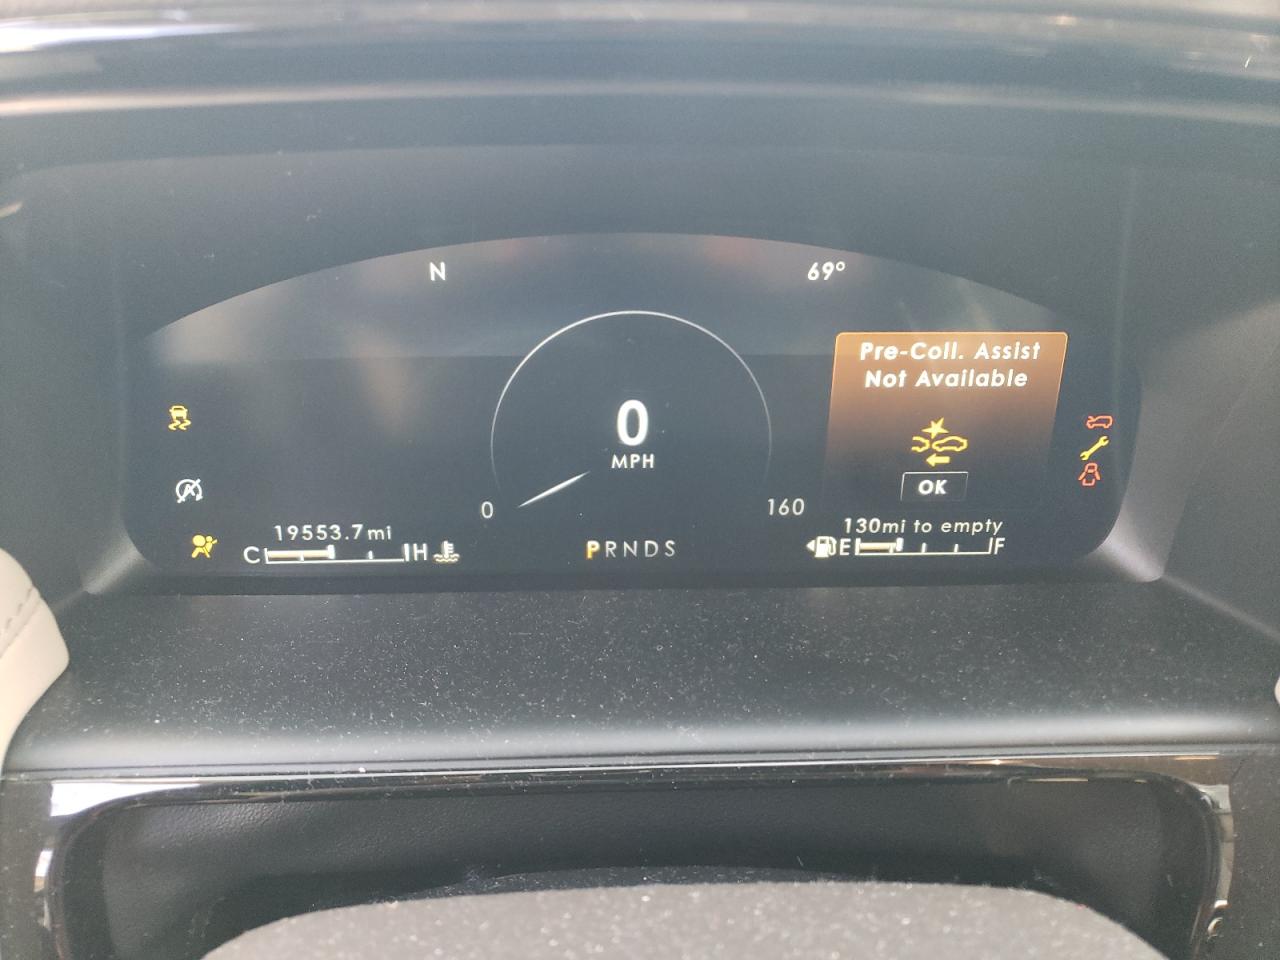 N
69°
Pre-Coll. Assist
Not Available
0
MPH
OK
0
160
19553.7mi
130mi to empty
C H
PRNDS
E F